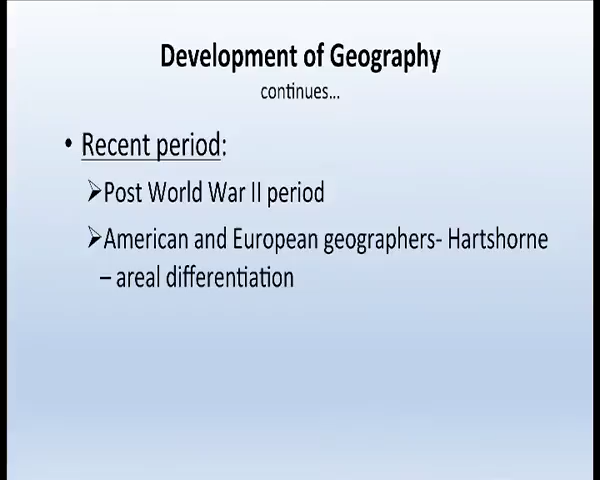 Development of Geography
continues...
• Recent period:
➢Post World War II period
➢American and European geographers- Hartshorne
– areal differentiation